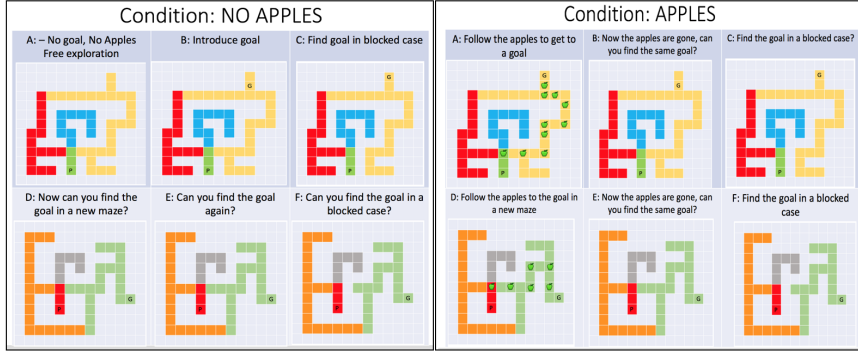 Condition: NO APPLES
A: – No goal, No Apples
Free exploration
B: Introduce goal
C: Find goal in blocked case
G
G
P
P
P
D: Now can you find the
goal in a new maze?
E: Can you find the goal
again?
F: Can you find the goal in a
blocked case?
G
G
G
P
P
P
Condition: APPLES
A: Follow the apples to get to
a goal
B: Now the apples are gone, can
you find the same goal?
C: Find the goal in a blocked case?
G
G
G
P
P
P
D: Follow the apples to the goal
in a new maze
E: Now the apples are gone, can
you find the same goal?
F: Find the goal in a blocked
case
G
G
G
P
P
P